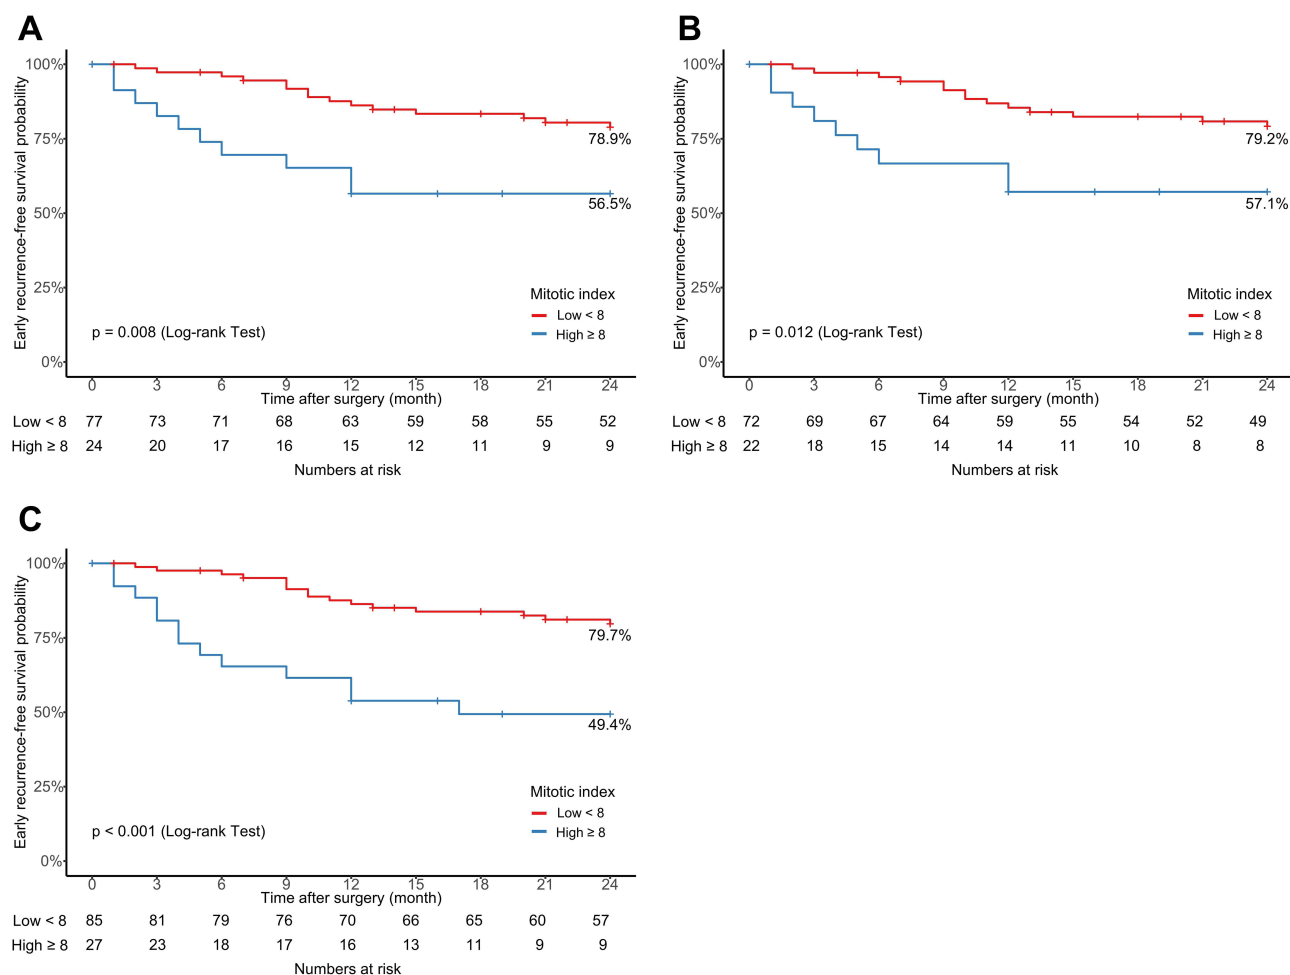 A
Early recurrence-free survival probability
100%
75%
50%
25%
0%
78.9%
56.5%
Mitotic index
Low < 8
High ≥ 8
p = 0.008 (Log-rank Test)
0 3 6 9 12 15 18 21 24
Time after surgery (month)
Low < 8 77 73 71 68 63 59 58 55 52
High ≥ 8 24 20 17 16 15 12 11 9 9
Numbers at risk
B
Early recurrence-free survival probability
100%
75%
50%
25%
0%
79.2%
57.1%
Mitotic index
Low < 8
High ≥ 8
p = 0.012 (Log-rank Test)
0 3 6 9 12 15 18 21 24
Time after surgery (month)
Low < 8 72 69 67 64 59 55 54 52 49
High ≥ 8 22 18 15 14 14 11 10 8 8
Numbers at risk
C
Early recurrence-free survival probability
100%
75%
50%
25%
0%
79.7%
49.4%
Mitotic index
Low < 8
High ≥ 8
p < 0.001 (Log-rank Test)
0 3 6 9 12 15 18 21 24
Time after surgery (month)
Low < 8 85 81 79 76 70 66 65 60 57
High ≥ 8 27 23 18 17 16 13 11 9 9
Numbers at risk